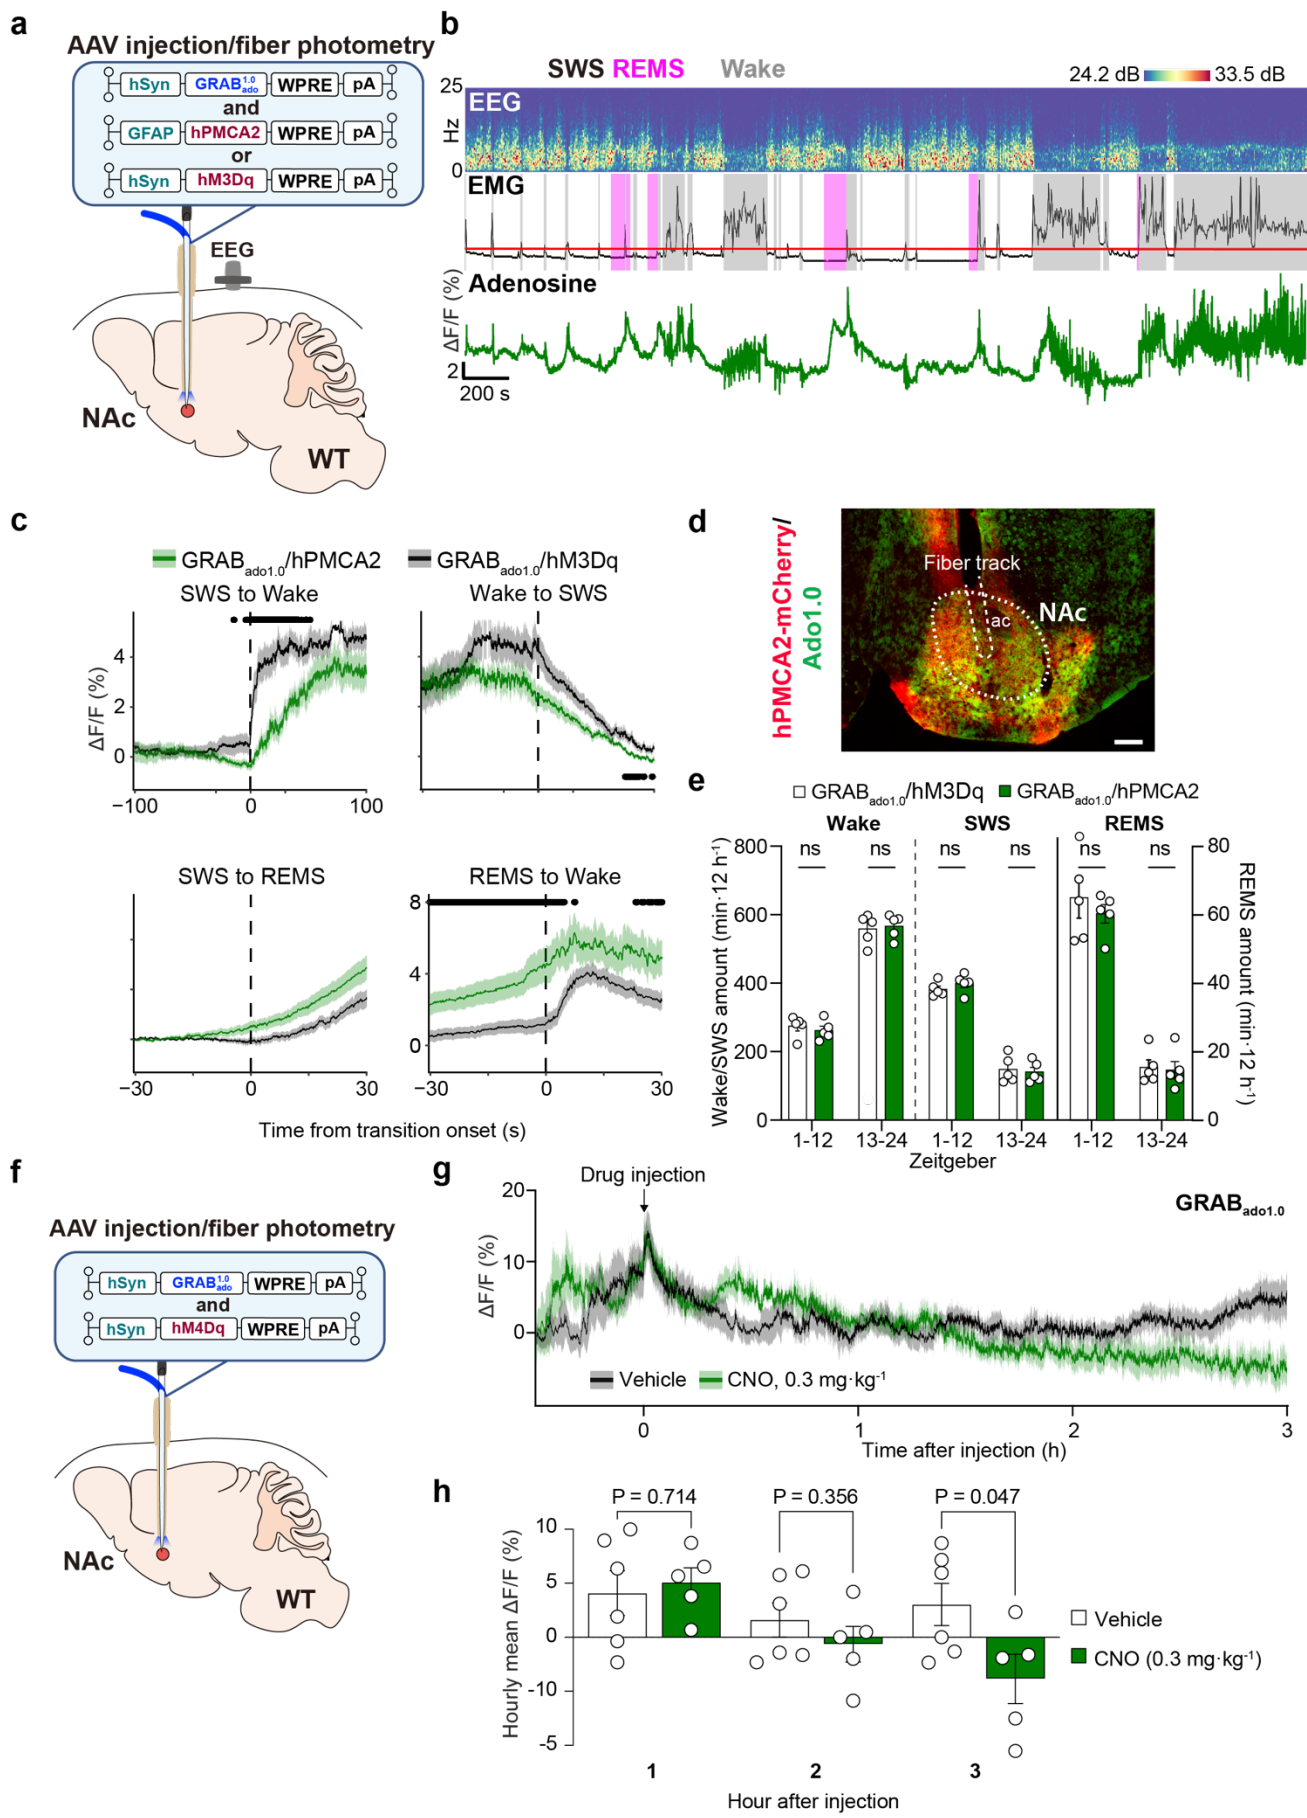 a
AAV injection/fiber photometry
hSyn GRAB1.0ado WPRE pA
and
GFAP hPMCA2 WPRE pA
or
hSyn hM3Dq WPRE pA
EEG
NAc
WT
b
SWS REMS Wake
24.2 dB 33.5 dB
25
Hz
0
EEG
EMG
Adenosine
ΔF/F (%)
2
200 s
c
GRABado1.0/hPMCA2 GRABado1.0/hM3Dq
SWS to Wake Wake to SWS
ΔF/F (%)
4
2
0
−100 0 100
SWS to REMS REMS to Wake
8
4
0
−30 0 30
−30 0 30
Time from transition onset (s)
d
hPMCA2-mCherry/
Ado1.0
Fiber track
NAc
ac
e
GRABado1.0/hM3Dq GRABado1.0/hPMCA2
Wake SWS REMS
ns ns ns ns ns ns
Wake/SWS amount (min·12 h-1)
800
600
400
200
0
REMS amount (min·12 h-1)
80
60
40
20
0
1-12 13-24 1-12 13-24 1-12 13-24
Zeitgeber
f
AAV injection/fiber photometry
hSyn GRAB1.0ado WPRE pA
and
hSyn hM4Dq WPRE pA
NAc
WT
g
Drug injection
GRABado1.0
ΔF/F (%)
20
10
0
Vehicle CNO, 0.3 mg·kg-1
0 1 2 3
Time after injection (h)
h
P = 0.714 P = 0.356 P = 0.047
Hourly mean ΔF/F (%)
10
5
0
-10
-5
Vehicle
CNO (0.3 mg·kg-1)
1 2 3
Hour after injection